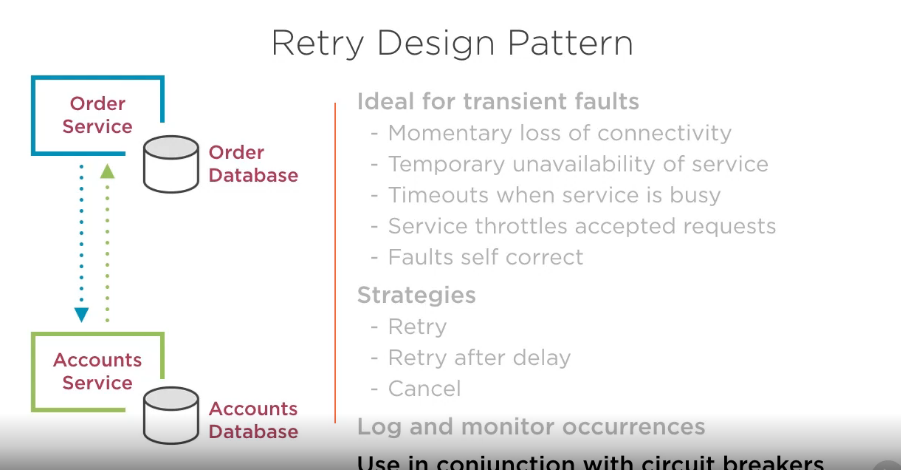 Retry Design Pattern
Order
Service
Order
Database
Accounts
Service
Accounts
Database
Ideal for transient faults
- Momentary loss of connectivity
- Temporary unavailability of service
- Timeouts when service is busy
- Service throttles accepted requests
- Faults self correct
Strategies
- Retry
- Retry after delay
- Cancel
Log and monitor occurrences
Use in conjunction with circuit breakers